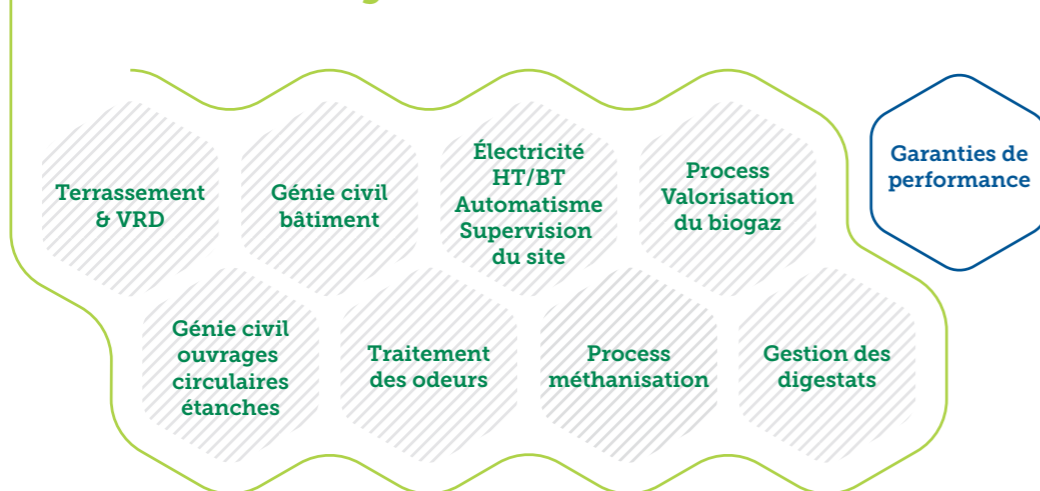 Terrassement
& VRD
Génie civil
bâtiment
Électricité
HT/BT
Automatisme
Supervision
du site
Process
Valorisation
du biogaz
Garanties de
performance
Génie civil
ouvrages
circulaires
étanches
Traitement
des odeurs
Process
méthanisation
Gestion des
digestats